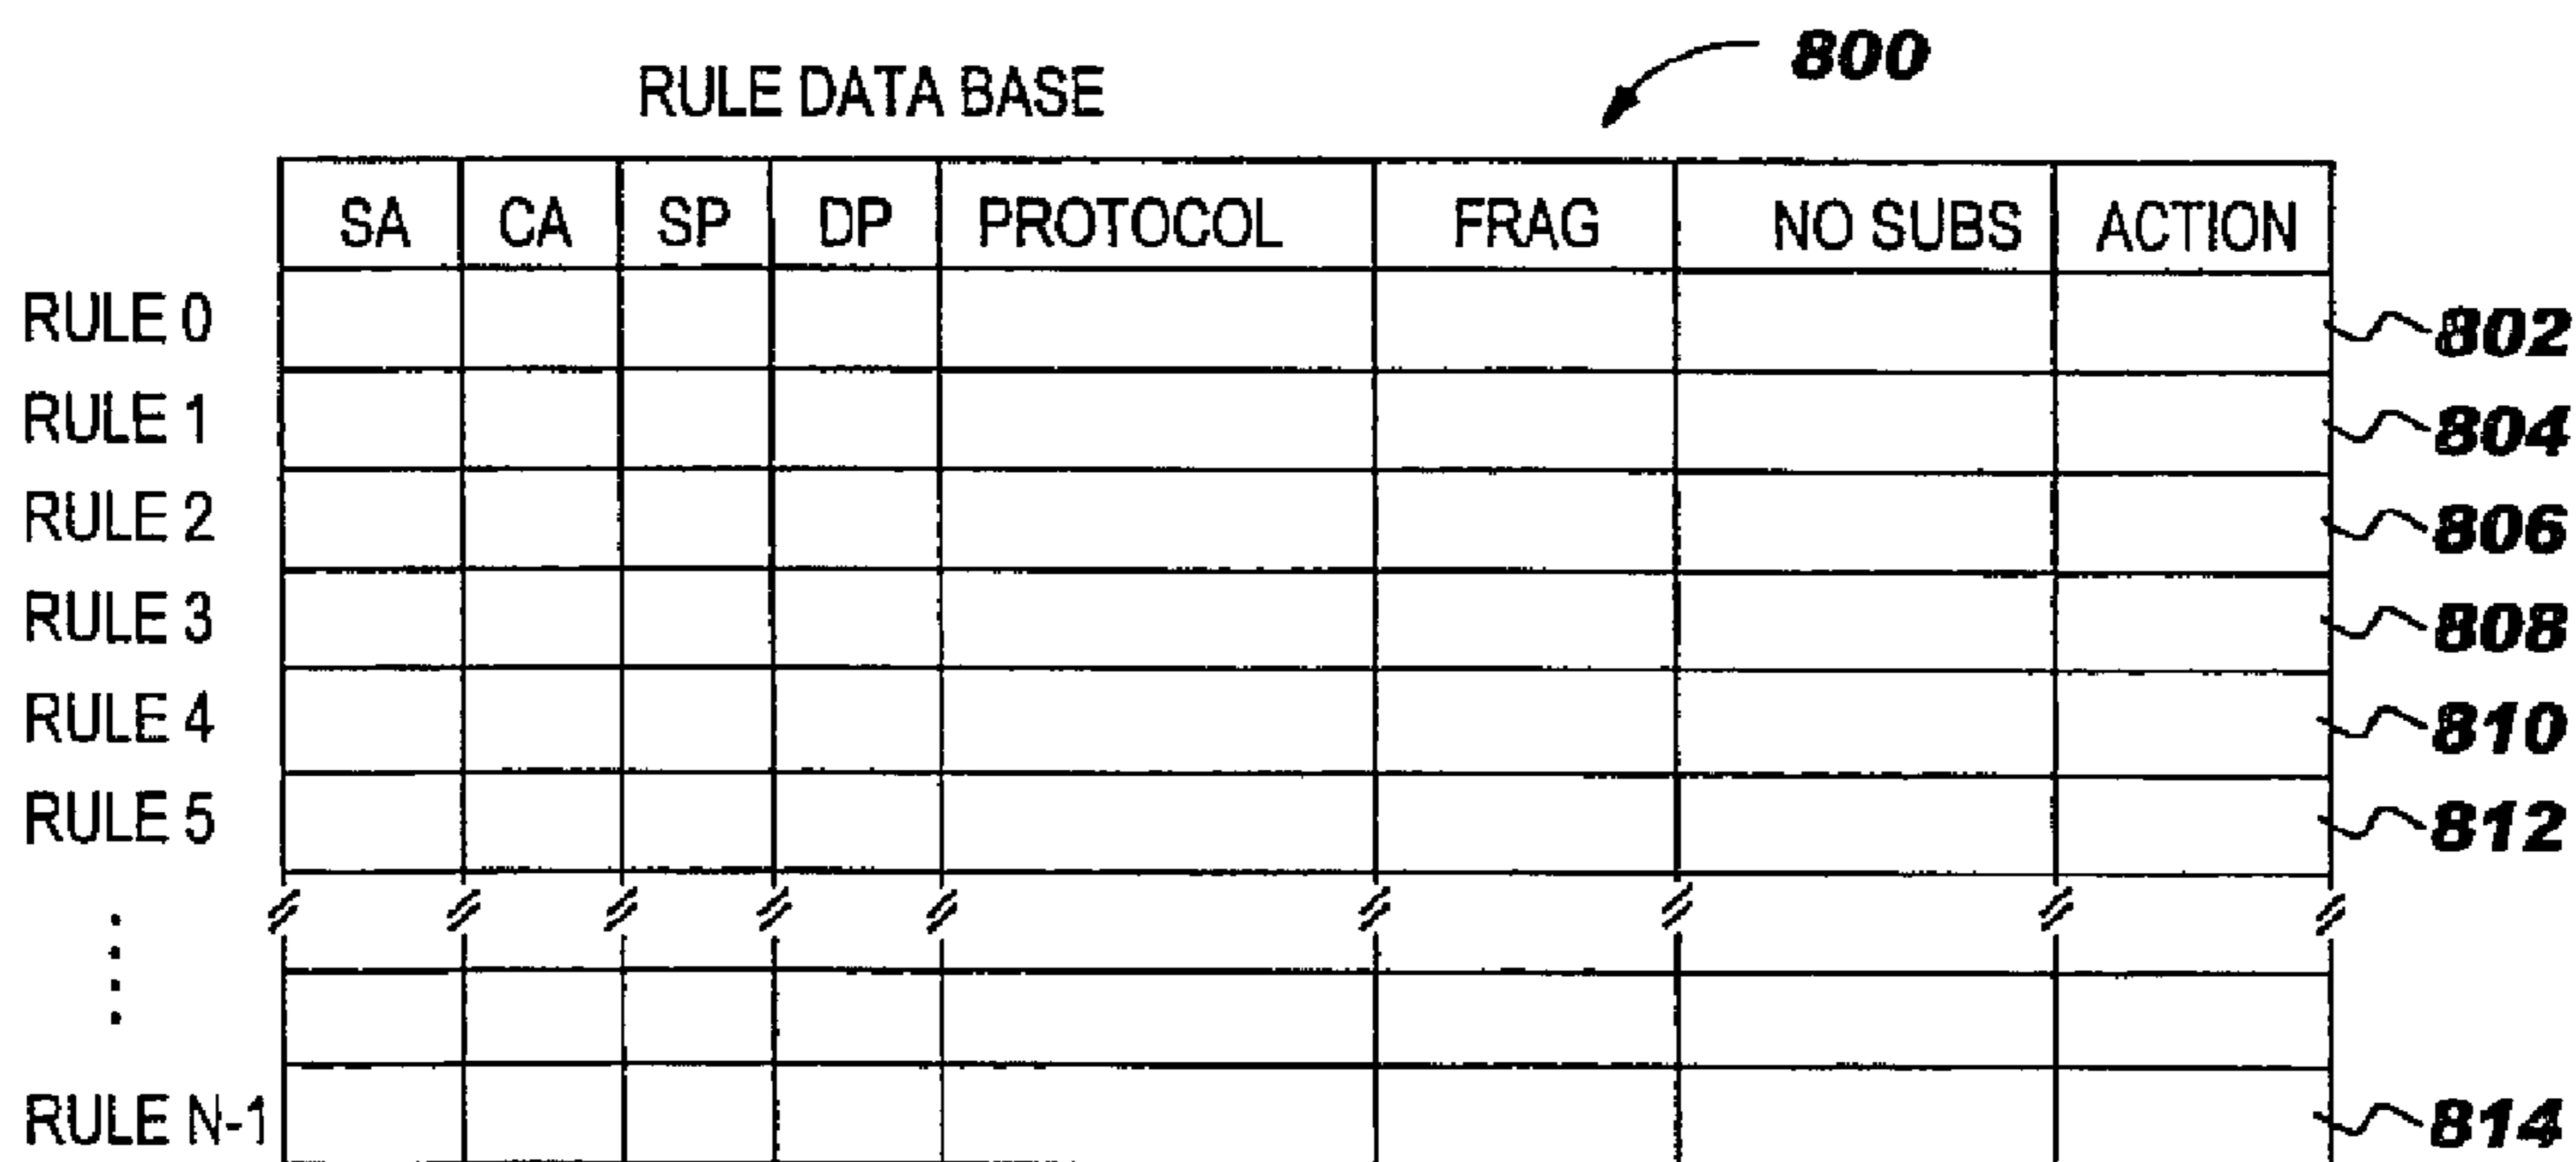 RULE DATA BASE 800
SA CA SP DP PROTOCOL FRAG NO SUBS ACTION
RULE 0 802
RULE 1 804
RULE 2 806
RULE 3 808
RULE 4 810
RULE 5 812
RULE N-1 814